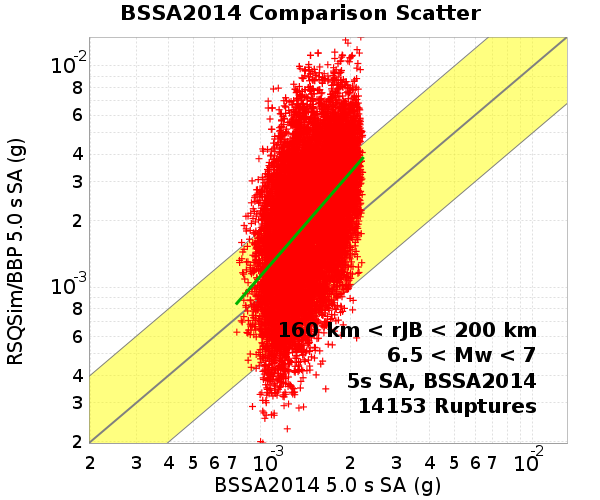 BSSA2014 Comparison Scatter
RSQSim/BBP 5.0 s SA (g)
10-2
8
6
4
3
2
10-3
8
6
4
3
2
160 km < rJB < 200 km
6.5 < Mw < 7
5s SA, BSSA2014
14153 Ruptures
2 3 4 5 6 7 10-3 2 3 4 5 6 7 10-2
BSSA2014 5.0 s SA (g)